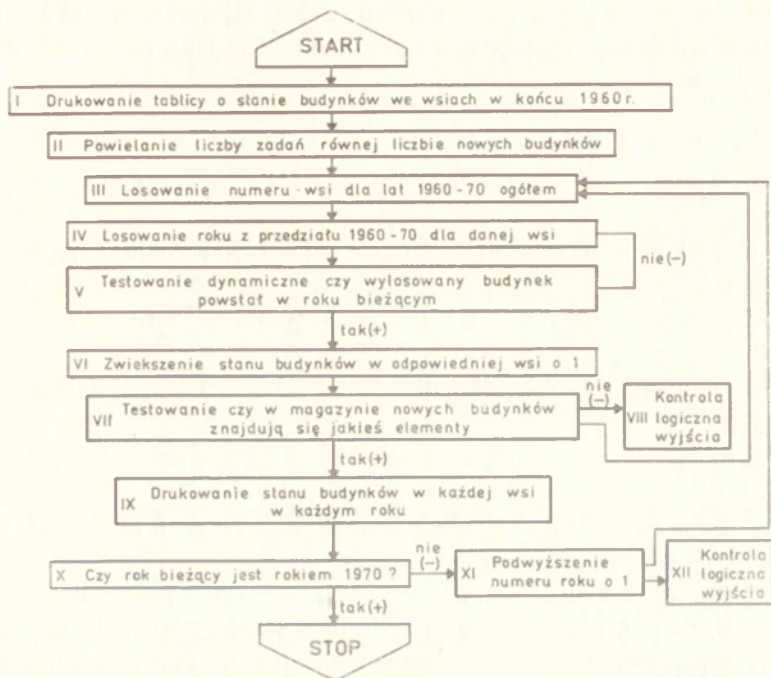 START
I Drukowanie tablicy o stanie budynków we wsiach w końcu 1960 r.
II Powielanie liczby zadań równej liczbie nowych budynków
III Losowanie numeru wsi dla lat 1960-70 ogółem
IV Losowanie roku z przedziału 1960-70 dla danej wsi
nie(-)
V Testowanie dynamiczne czy wylosowany budynek
powstał w roku bieżącym
tak(+)
VI Zwiekszenie stanu budynków w odpowiedniej wsi o 1
VII Testowanie czy w magazynie nowych budynków
znajdują się jakieś elementy
nie
(-)
VIII Kontrola
logiczna
wyjścia
tak(+)
IX Drukowanie stanu budynków w każdej wsi
w każdym roku
X Czy rok bieżący jest rokiem 1970 ?
nie
(-)
XI Podwyższenie
numeru roku o 1
XII Kontrola
logiczna
wyjścia
tak(+)
STOP